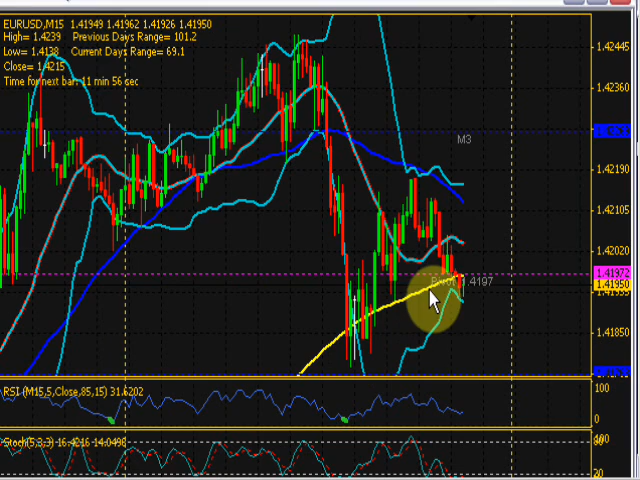 EURUSD,M15 1.41949 1.41962 1.41926 1.41950
High= 1.4239 Previous Days Range= 101.2
Low= 1.4138 Current Days Range= 69.1
Close= 1.4215
Time for next bar: 11 min 56 sec
1.42445
1.42360
M3
1.42190
1.42105
1.42020
1.41972
1.41950
1.41850
1.4197
RSI (M15,5,Close,85,15) 31.6202
100
0
Stoch(5,3,3) 16.4216 14.0498
20